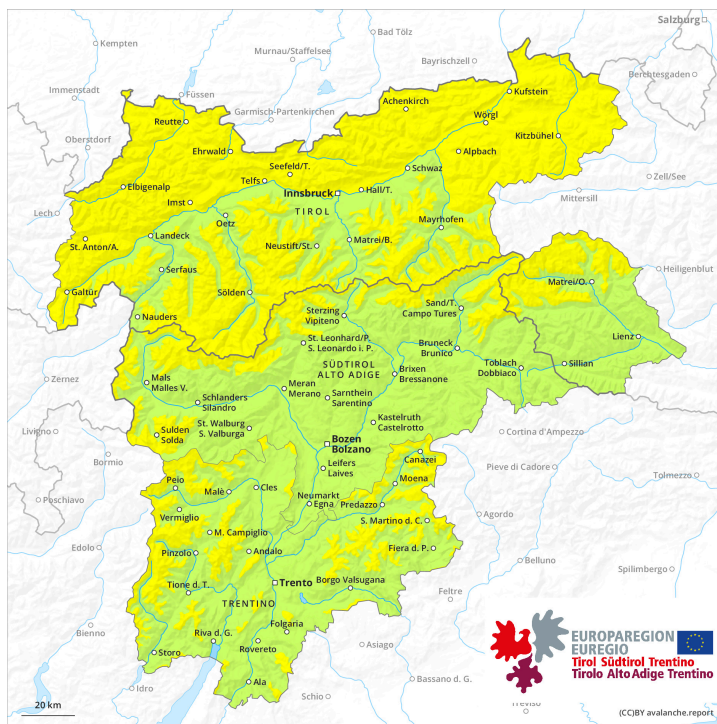 Salzburg
Kempten
Murnau/Staffelsee
Bad Tölz
Bayrischzell
Berchtesgaden
Immenstadt
Füssen
Garmisch-Partenkirchen
Achenkirch
Kufstein
Reutte
Wörgl
Oberstdorf
Ehrwald
Seefeld/T.
Alpbach
Kitzbühel
Zell/See
Telfs
Schwaz
Elbigenalp
Innsbruck
Hall/T.
Mittersill
Lech
Imst
TIROL
Oetz
Mayrhofen
St. Anton/A.
Landeck
Neustift/St.
Matrei/B.
Heiligenblut
Serfaus
Matrei/O.
Galtür
Sölden
Sand/T.
Campo Tures
Nauders
Sterzing
Vipiteno
Lienz
St. Leonhard/P.
S. Leonardo i. P.
Bruneck
Brunico
Toblach
Dobbiaco
Sillian
SÜDTIROL
ALTO ADIGE
Brixen
Bressanone
Zernez
Mals
Malles V.
Meran
Merano
Schlanders
Silandro
Sarnthein
Sarentino
Livigno
St. Walburg
S. Valburga
Kastelruth
Castelrotto
Sulden
Solda
Bozen
Bolzano
Cortina d'Ampezzo
Bormio
Canazei
Leifers
Laives
Pieve di Cadore
Tolmezzo
Poschiavo
Peio
Malè
Cles
Neumarkt
Egna
Moena
Predazzo
Vermiglio
Agordo
S. Martino d. C.
M. Campiglio
Edolo
Pinzolo
Andalo
Fiera d. P.
Belluno
Spilimbergo
Tione d. T.
Trento
Borgo Valsugana
Feltre
TRENTINO
Folgaria
Bienno
Riva d. G.
Rovereto
Asiago
Storo
EUROPAREGION
EUREGIO
Tirol Südtirol Trentino
Tirolo Alto Adige Trentino
Ala
Idro
Schio
Bassano d. G.
Treviso
20 km
(CC)BY avalanche.report